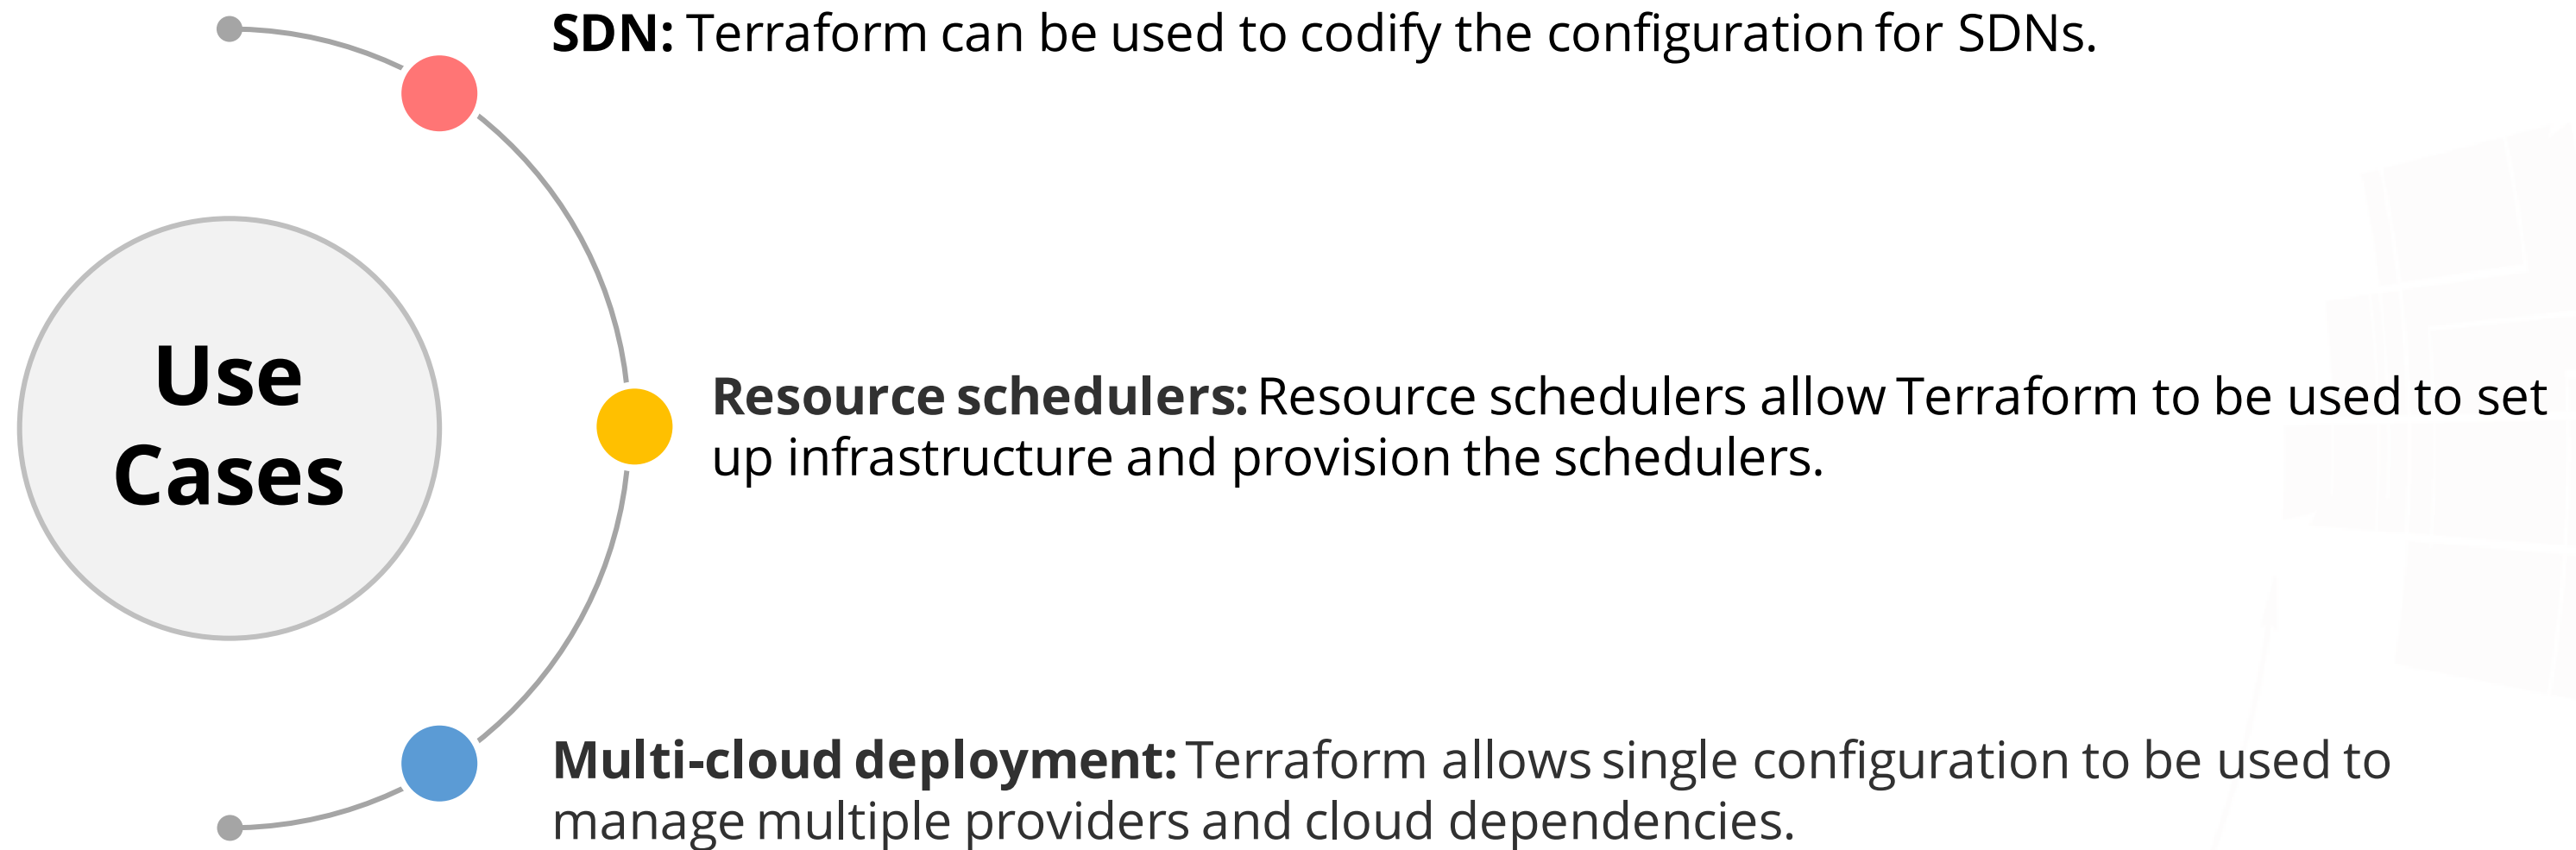 SDN: Terraform can be used to codify the configuration for SDNs.
Use
Cases
Resource schedulers: Resource schedulers allow Terraform to be used to set
up infrastructure and provision the schedulers.
Multi-cloud deployment: Terraform allows single configuration to be used to
manage multiple providers and cloud dependencies.